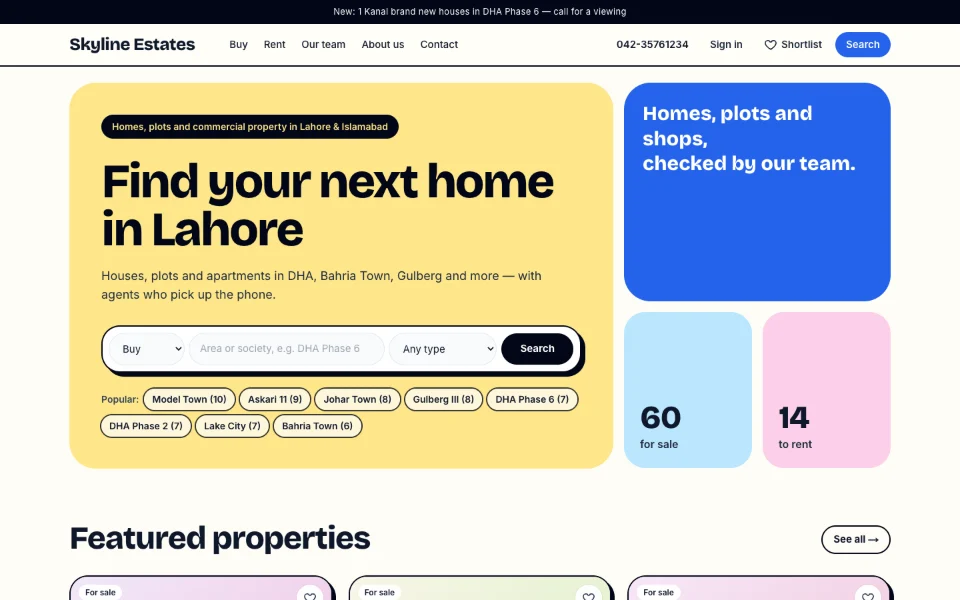 New: 1 Kanal brand new houses in DHA Phase 6 — call for a viewing
Skyline Estates
Buy
Rent
Our team
About us
Contact
042-35761234
Sign in
Shortlist
Search
Homes, plots and commercial property in Lahore & Islamabad
Find your next home
in Lahore
Houses, plots and apartments in DHA, Bahria Town, Gulberg and more — with
agents who pick up the phone.
Buy
Area or society, e.g. DHA Phase 6
Any type
Search
Popular: Model Town (10) Askari 11 (9) Johar Town (8) Gulberg III (8) DHA Phase 6 (7)
DHA Phase 2 (7) Lake City (7) Bahria Town (6)
Homes, plots and
shops,
checked by our team.
60
for sale
14
to rent
Featured properties
See all →
For sale
For sale
For sale